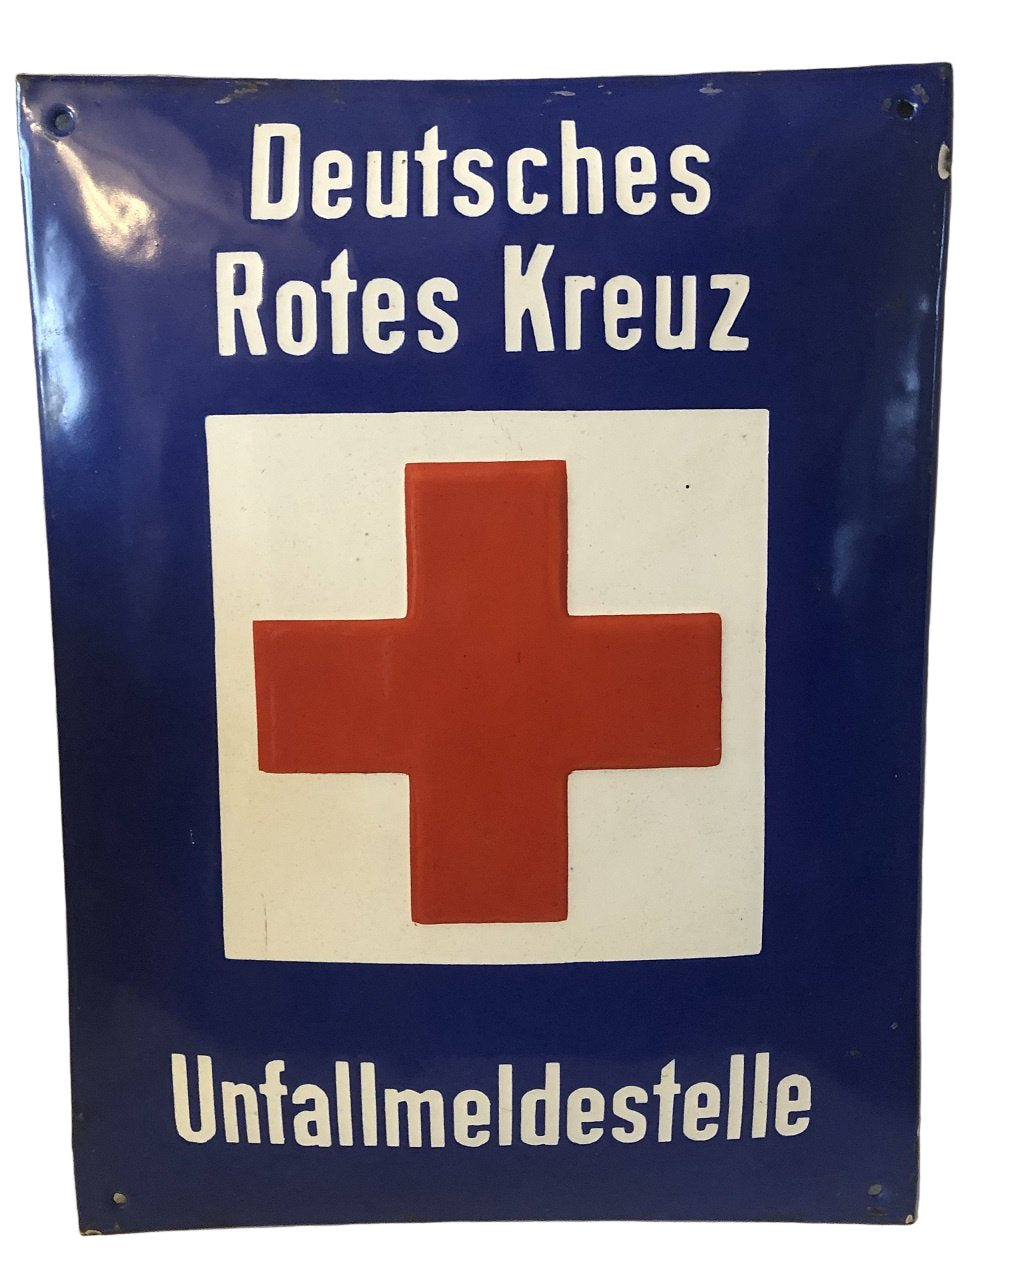 Deutsches
Rotes Kreuz
Unfallmeldestelle